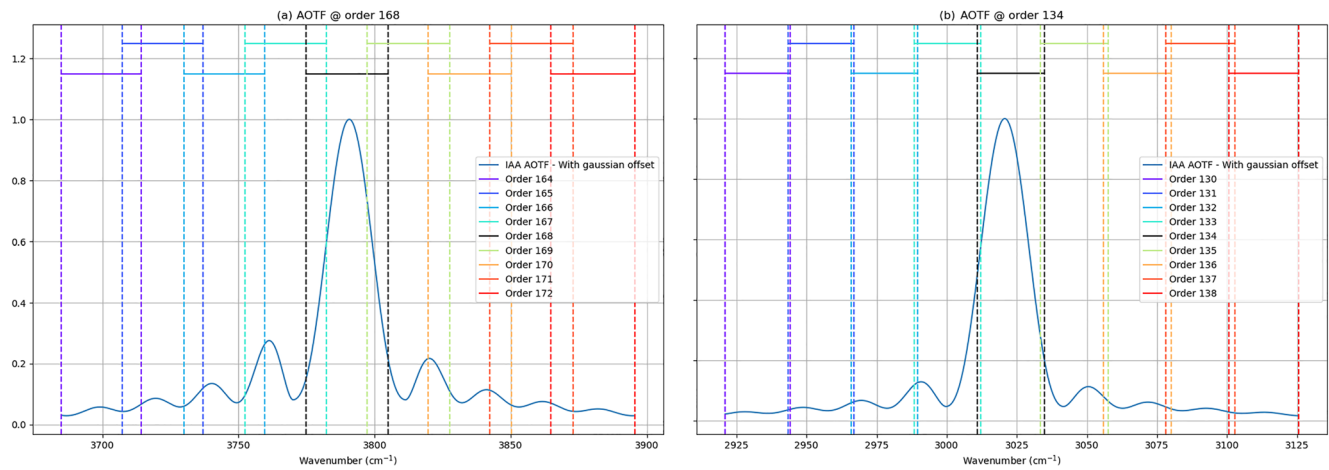 (a) AOTF @ order 168
1.2
1.0
0.8
0.6
0.4
0.2
0.0
IAA AOTF - With gaussian offset
Order 164
Order 165
Order 166
Order 167
Order 168
Order 169
Order 170
Order 171
Order 172
3700
3750
3800
3850
3900
Wavenumber (cm⁻¹)
(b) AOTF @ order 134
IAA AOTF - With gaussian offset
Order 130
Order 131
Order 132
Order 133
Order 134
Order 135
Order 136
Order 137
Order 138
2925
2950
2975
3000
3025
3050
3075
3100
3125
Wavenumber (cm⁻¹)